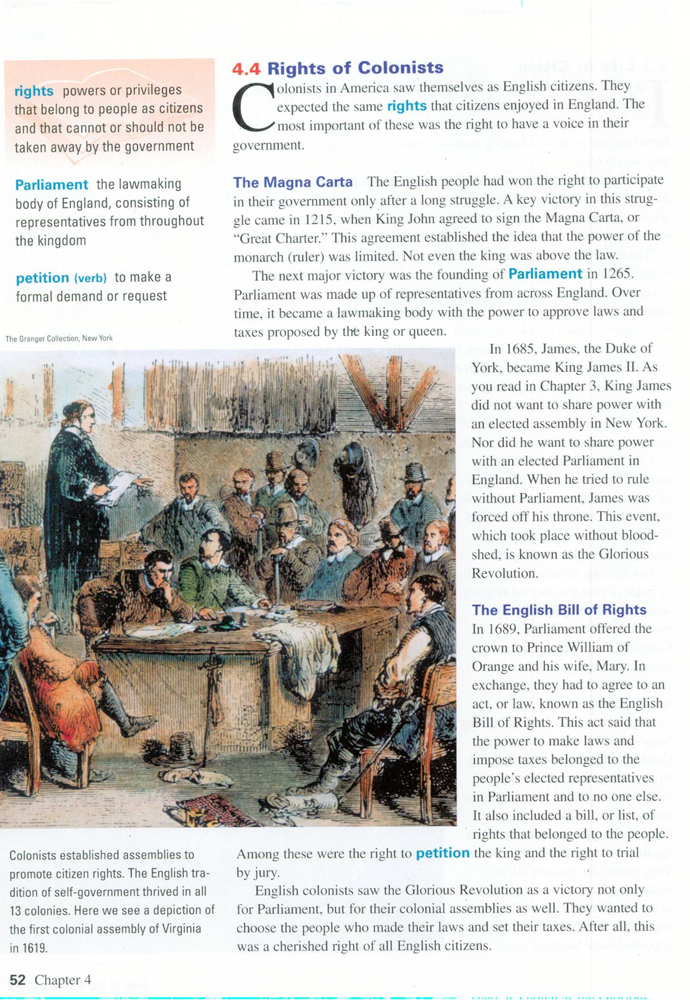 rights powers or privileges
that belong to people as citizens
and that cannot or should not be
taken away by the government
Parliament the lawmaking
body of England, consisting of
representatives from throughout
the kingdom
petition (verb) to make a
formal demand or request
The Granger Collection, New York
4.4 Rights of Colonists
Colonists in America saw themselves as English citizens. They
expected the same rights that citizens enjoyed in England. The
most important of these was the right to have a voice in their
government.
The Magna Carta The English people had won the right to participate
in their government only after a long struggle. A key victory in this strug-
gle came in 1215, when King John agreed to sign the Magna Carta, or
“Great Charter.” This agreement established the idea that the power of the
monarch (ruler) was limited. Not even the king was above the law.
The next major victory was the founding of Parliament in 1265.
Parliament was made up of representatives from across England. Over
time, it became a lawmaking body with the power to approve laws and
taxes proposed by the king or queen.
In 1685, James, the Duke of
York, became King James II. As
you read in Chapter 3, King James
did not want to share power with
an elected assembly in New York.
Nor did he want to share power
with an elected Parliament in
England. When he tried to rule
without Parliament, James was
forced off his throne. This event,
which took place without blood-
shed, is known as the Glorious
Revolution.
The English Bill of Rights
In 1689, Parliament offered the
crown to Prince William of
Orange and his wife, Mary. In
exchange, they had to agree to an
act, or law, known as the English
Bill of Rights. This act said that
the power to make laws and
impose taxes belonged to the
people’s elected representatives
in Parliament and to no one else.
It also included a bill, or list, of
rights that belonged to the people.
Among these were the right to petition the king and the right to trial
by jury.
English colonists saw the Glorious Revolution as a victory not only
for Parliament, but for their colonial assemblies as well. They wanted to
choose the people who made their laws and set their taxes. After all, this
was a cherished right of all English citizens.
Colonists established assemblies to
promote citizen rights. The English tra-
dition of self-government thrived in all
13 colonies. Here we see a depiction of
the first colonial assembly of Virginia
in 1619.
52 Chapter 4